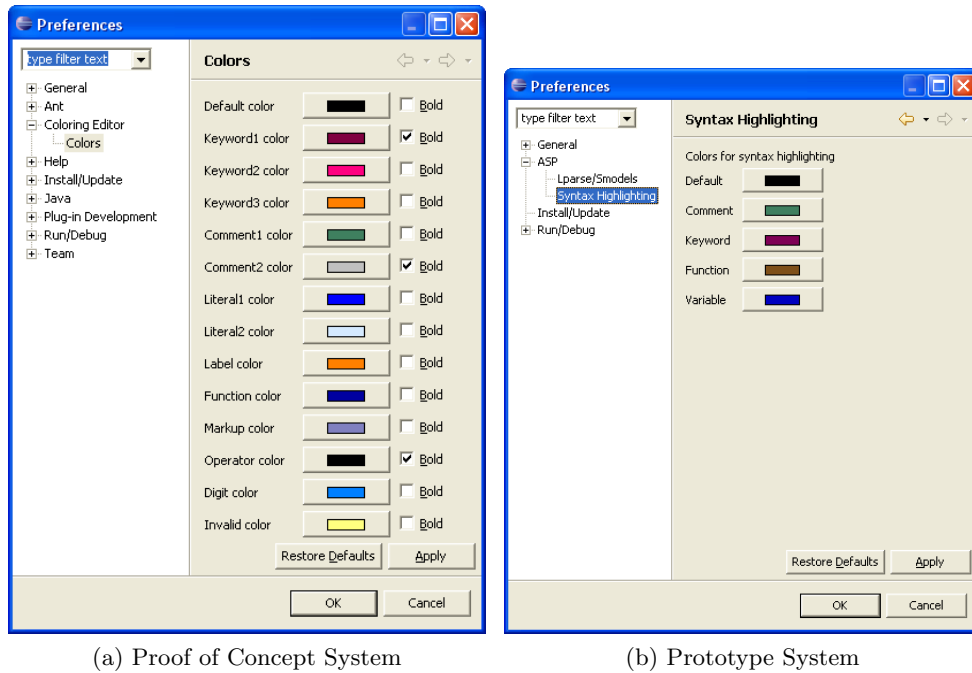 Preferences
type filter text
General
Ant
Coloring Editor
Colors
Help
Install/Update
Java
Plug-in Development
Run/Debug
Team
Colors
Default color Bold
Keyword1 color Bold
Keyword2 color Bold
Keyword3 color Bold
Comment1 color Bold
Comment2 color Bold
Literal1 color Bold
Literal2 color Bold
Label color Bold
Function color Bold
Markup color Bold
Operator color Bold
Digit color Bold
Invalid color Bold
Restore Defaults Apply
OK Cancel
(a) Proof of Concept System
Preferences
type filter text
General
ASP
Lparse/Smodels
Syntax Highlighting
Install/Update
Run/Debug
Syntax Highlighting
Colors for syntax highlighting
Default
Comment
Keyword
Function
Variable
Restore Defaults Apply
OK Cancel
(b) Prototype System